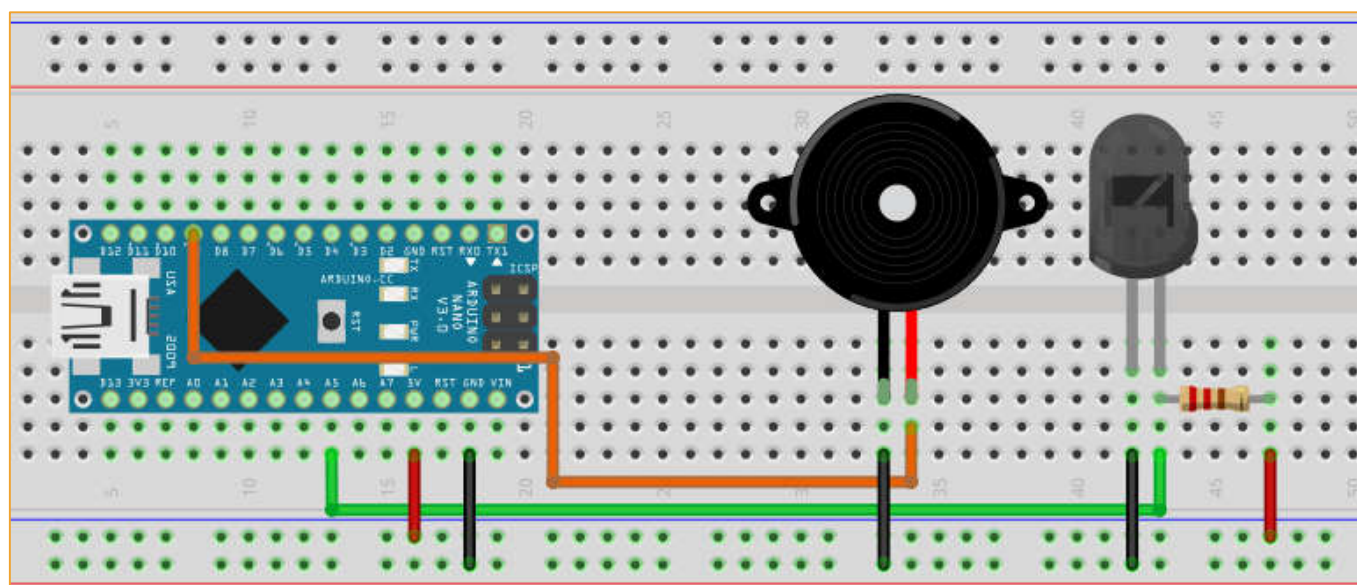 5 10 15 20 25 30 40 45 50
D12 D11 D10 D8 D7 D6 D5 D4 D3 D2 GND RST RX0 TX1
USA
TX
ARDUINO.CC
ICSP
RX
RST
PWR
ARDUINO
NANO
V3.0
2009
L
1
D13 3V3 REF A0 A1 A2 A3 A4 A5 A6 A7 5V RST GND VIN
5 10 15 20 35 40 45 50